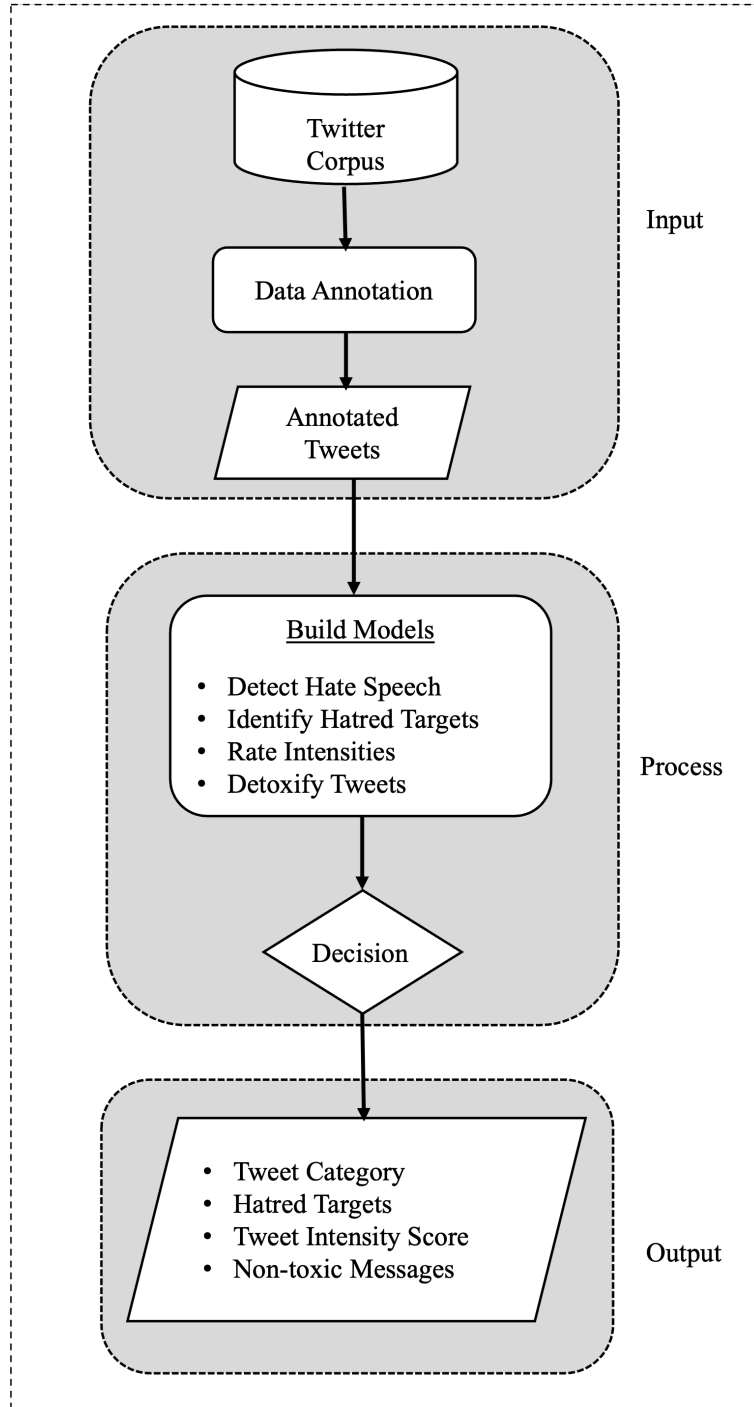 Twitter
Corpus
Input
Data Annotation
Annotated
Tweets
Build Models
• Detect Hate Speech
• Identify Hatred Targets
• Rate Intensities
• Detoxify Tweets
Process
Decision
• Tweet Category
• Hatred Targets
• Tweet Intensity Score
• Non-toxic Messages
Output